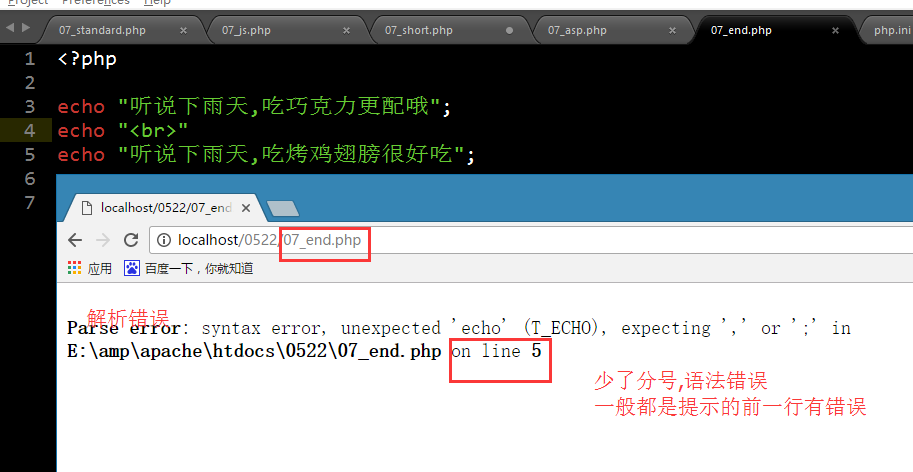 Project Preferences Help
07_standard.php × 07_js.php × 07_short.php 07_asp.php × 07_end.php × php.ini
1 <?php
2
3 echo "听说下雨天,吃巧克力更配哦";
4 echo "<br>"
5 echo "听说下雨天,吃烤鸡翅膀很好吃";
6
7
localhost/0522/07_end ×
localhost/0522/07_end.php
应用 百度一下，你就知道
解析错误
Parse error: syntax error, unexpected 'echo' (T_ECHO), expecting ',' or ';' in
E:\amp\apache\htdocs\0522\07_end.php on line 5
少了分号,语法错误
一般都是提示的前一行有错误